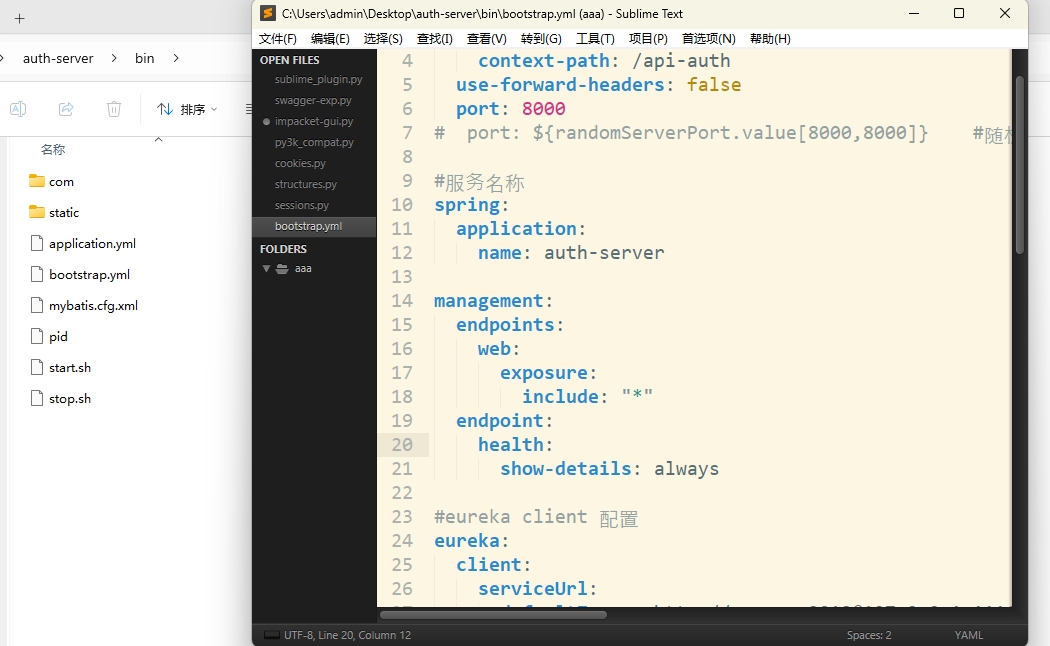 C:\Users\admin\Desktop\auth-server\bin\bootstrap.yml (aaa) - Sublime Text
文件(F) 编辑(E) 选择(S) 查找(I) 查看(V) 转到(G) 工具(T) 项目(P) 首选项(N) 帮助(H)
auth-server > bin >
排序
名称
com
static
application.yml
bootstrap.yml
mybatis.cfg.xml
pid
start.sh
stop.sh
OPEN FILES
sublime_plugin.py
swagger-exp.py
impacket-gui.py
py3k_compat.py
cookies.py
structures.py
sessions.py
bootstrap.yml
FOLDERS
aaa
4 context-path: /api-auth
5 use-forward-headers: false
6 port: 8000
7 # port: ${randomServerPort.value[8000,8000]} #随机
8
9 #服务名称
10 spring:
11 application:
12 name: auth-server
13
14 management:
15 endpoints:
16 web:
17 exposure:
18 include: "*"
19 endpoint:
20 health:
21 show-details: always
22
23 #eureka client 配置
24 eureka:
25 client:
26 serviceUrl:
UTF-8, Line 20, Column 12
Spaces: 2
YAML